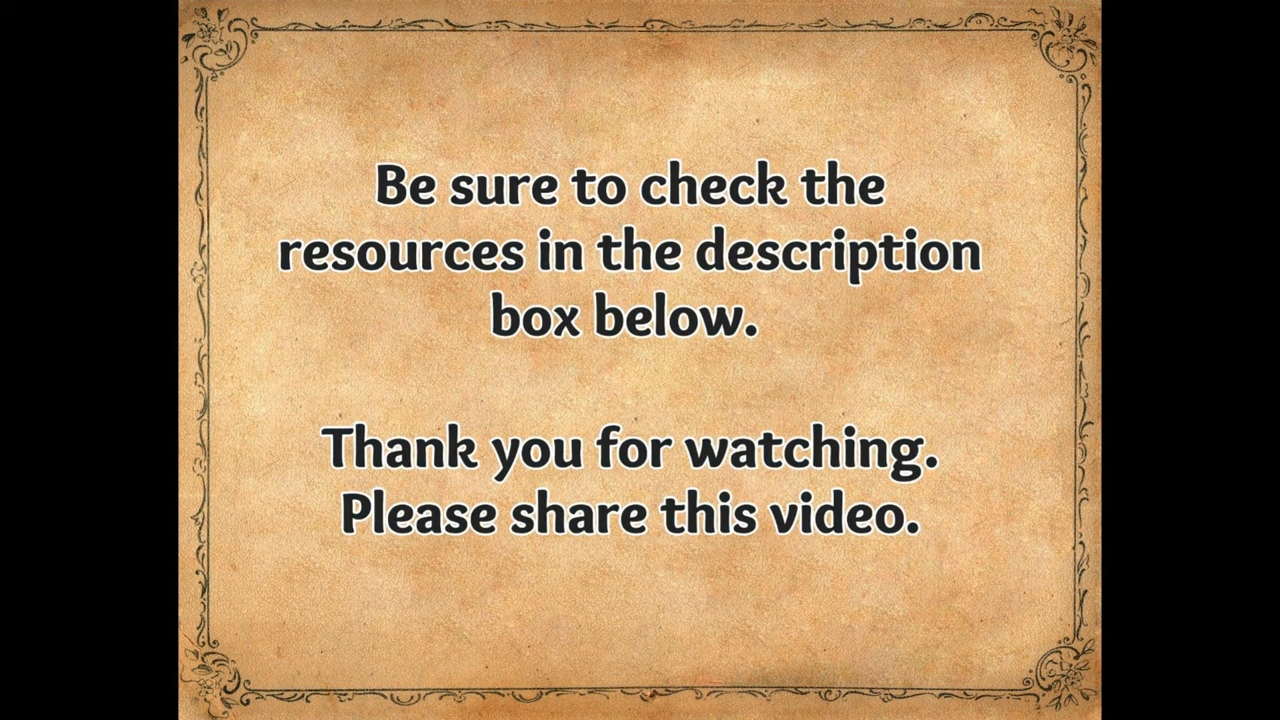 Be sure to check the
resources in the description
box below.
Thank you for watching.
Please share this video.